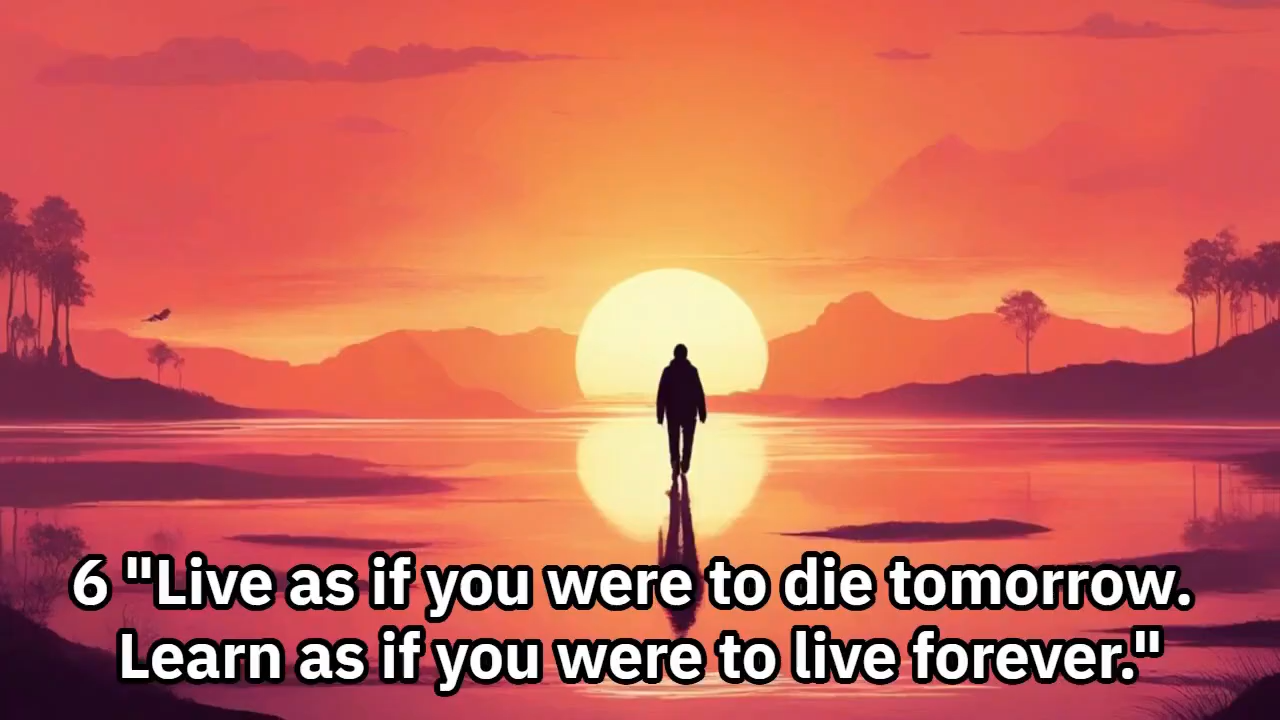 6 "Live as if you were to die tomorrow.
Learn as if you were to live forever."